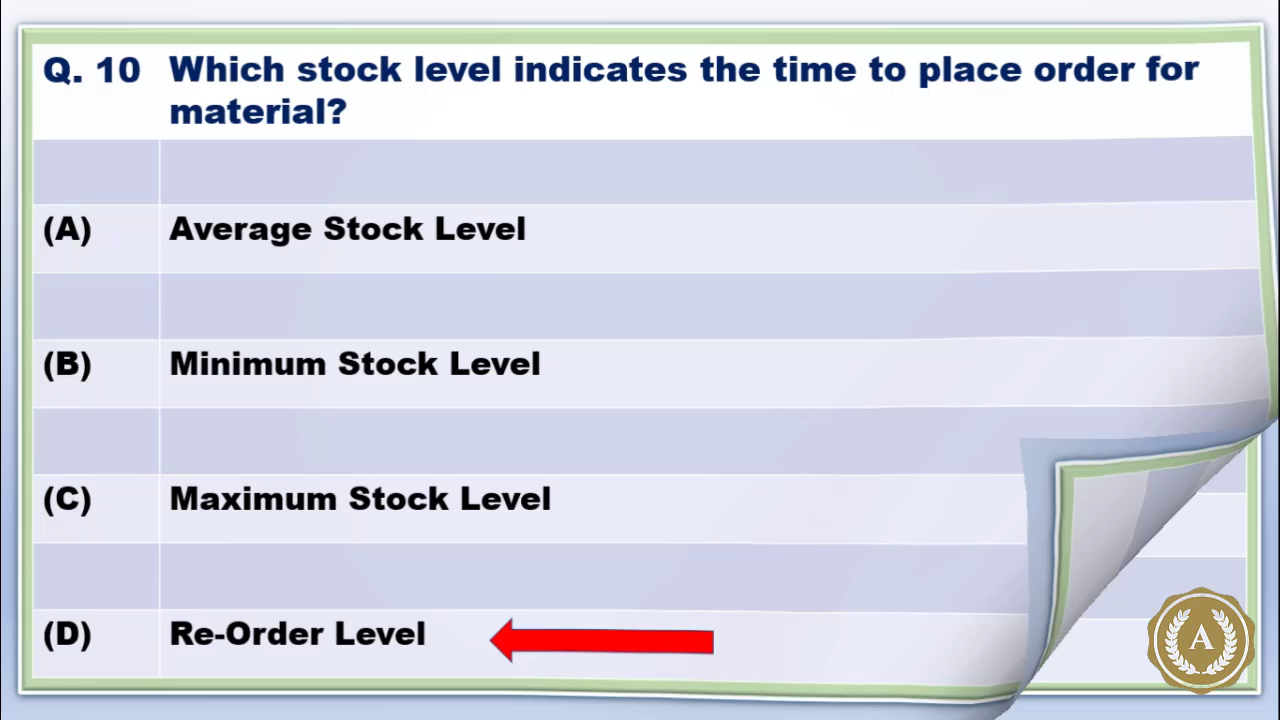 Q. 10 Which stock level indicates the time to place order for
material?
(A) Average Stock Level
(B) Minimum Stock Level
(C) Maximum Stock Level
(D) Re-Order Level
A